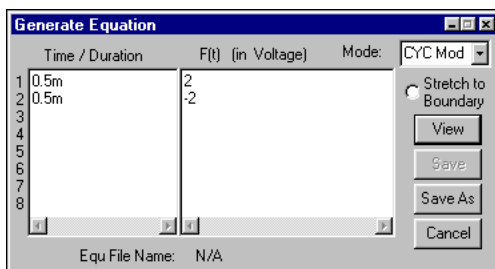 Generate Equation
Time / Duration F(t) (in Voltage) Mode: CYC Mod
1 0.5m 2
2 0.5m -2
3
4
5
6
7
8
Stretch to
Boundary
View
Save
Save As
Cancel
Equ File Name: N/A